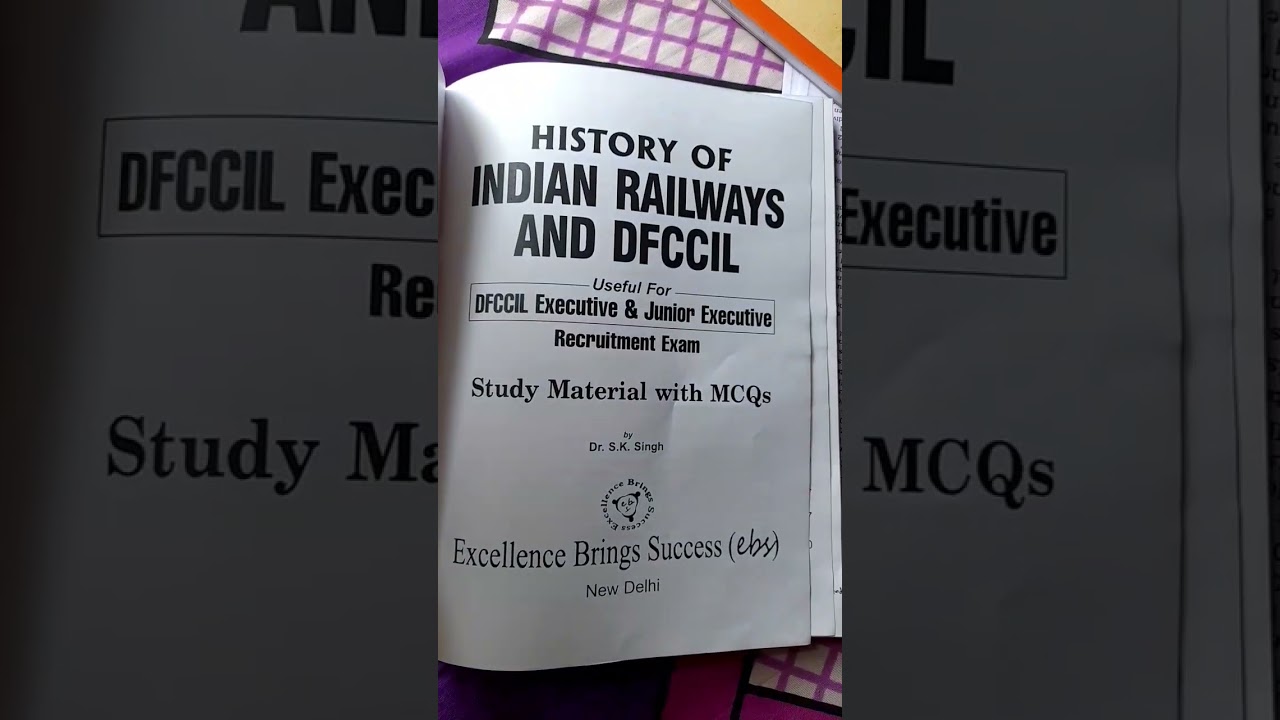 HISTORY OF
INDIAN RAILWAYS
AND DFCCIL
Useful For
DFCCIL Executive & Junior Executive
Recruitment Exam
Study Material with MCQs
by
Dr. S.K. Singh
Excellence Brings Success
Excellence Brings Success (ebs)
New Delhi